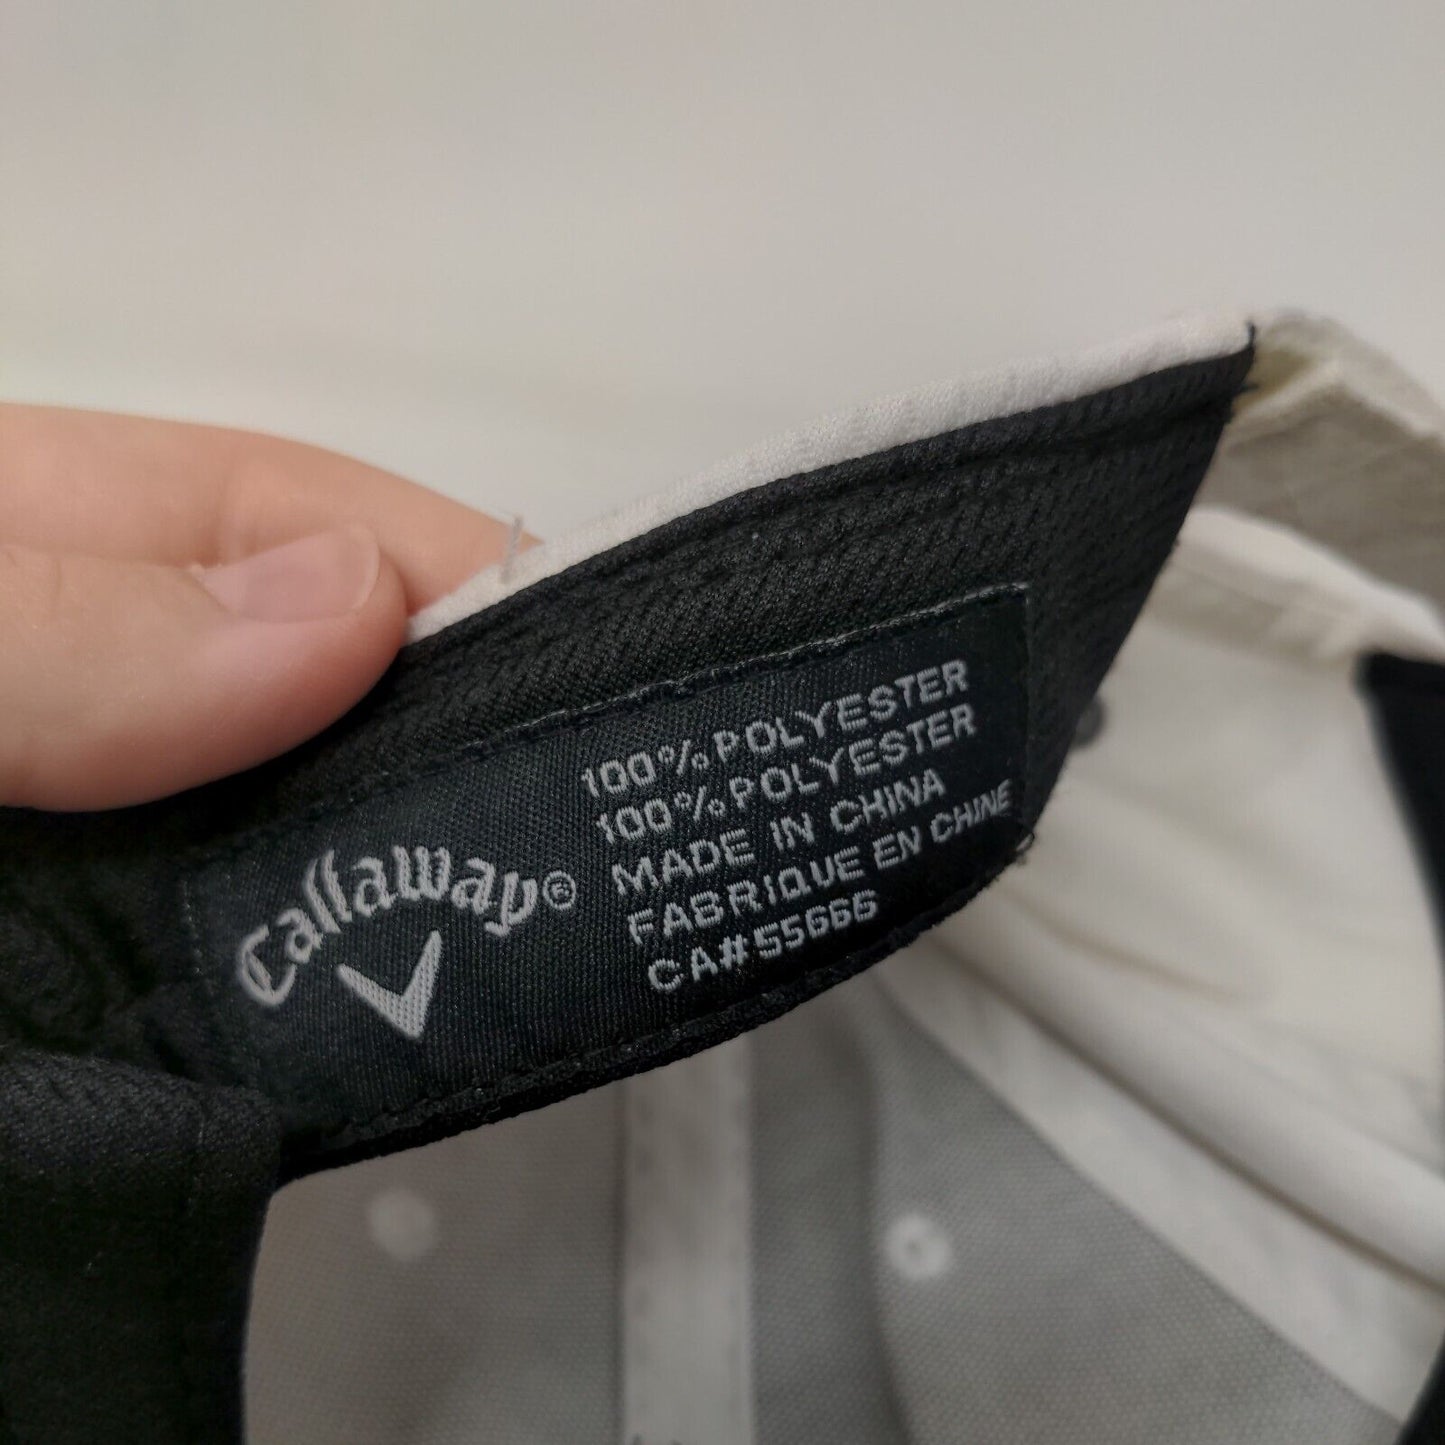 Callaway®
100% POLYESTER
100% POLYESTER
MADE IN CHINA
FABRIQUE EN CHINE
CA#55666